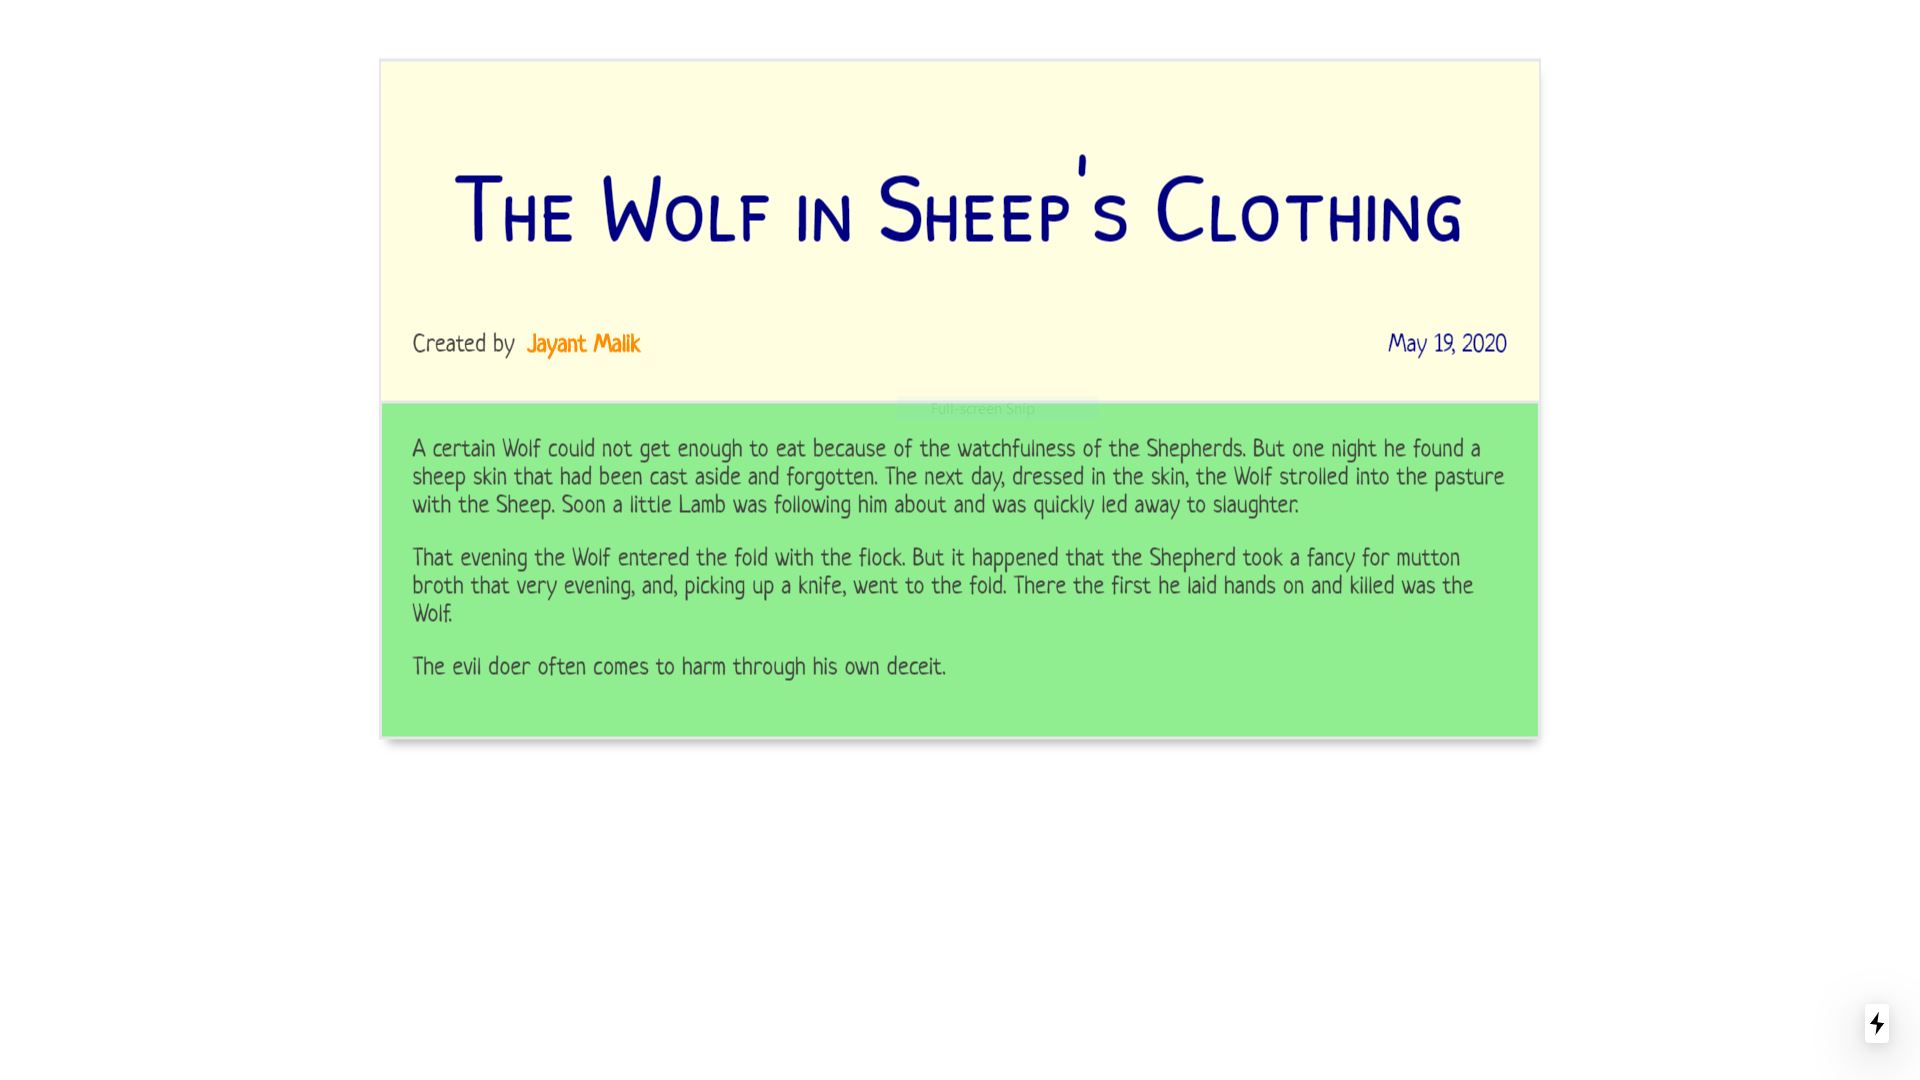 The Wolf in Sheep's Clothing
Created by Jayant Malik
May 19, 2020
Full-screen Snip
A certain Wolf could not get enough to eat because of the watchfulness of the Shepherds. But one night he found a
sheep skin that had been cast aside and forgotten. The next day, dressed in the skin, the Wolf strolled into the pasture
with the Sheep. Soon a little Lamb was following him about and was quickly led away to slaughter.
That evening the Wolf entered the fold with the flock. But it happened that the Shepherd took a fancy for mutton
broth that very evening, and, picking up a knife, went to the fold. There the first he laid hands on and killed was the
Wolf.
The evil doer often comes to harm through his own deceit.